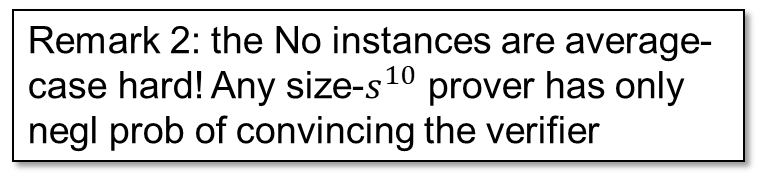 Remark 2: the No instances are average-
case hard! Any size-𝑠¹⁰ prover has only
negl prob of convincing the verifier